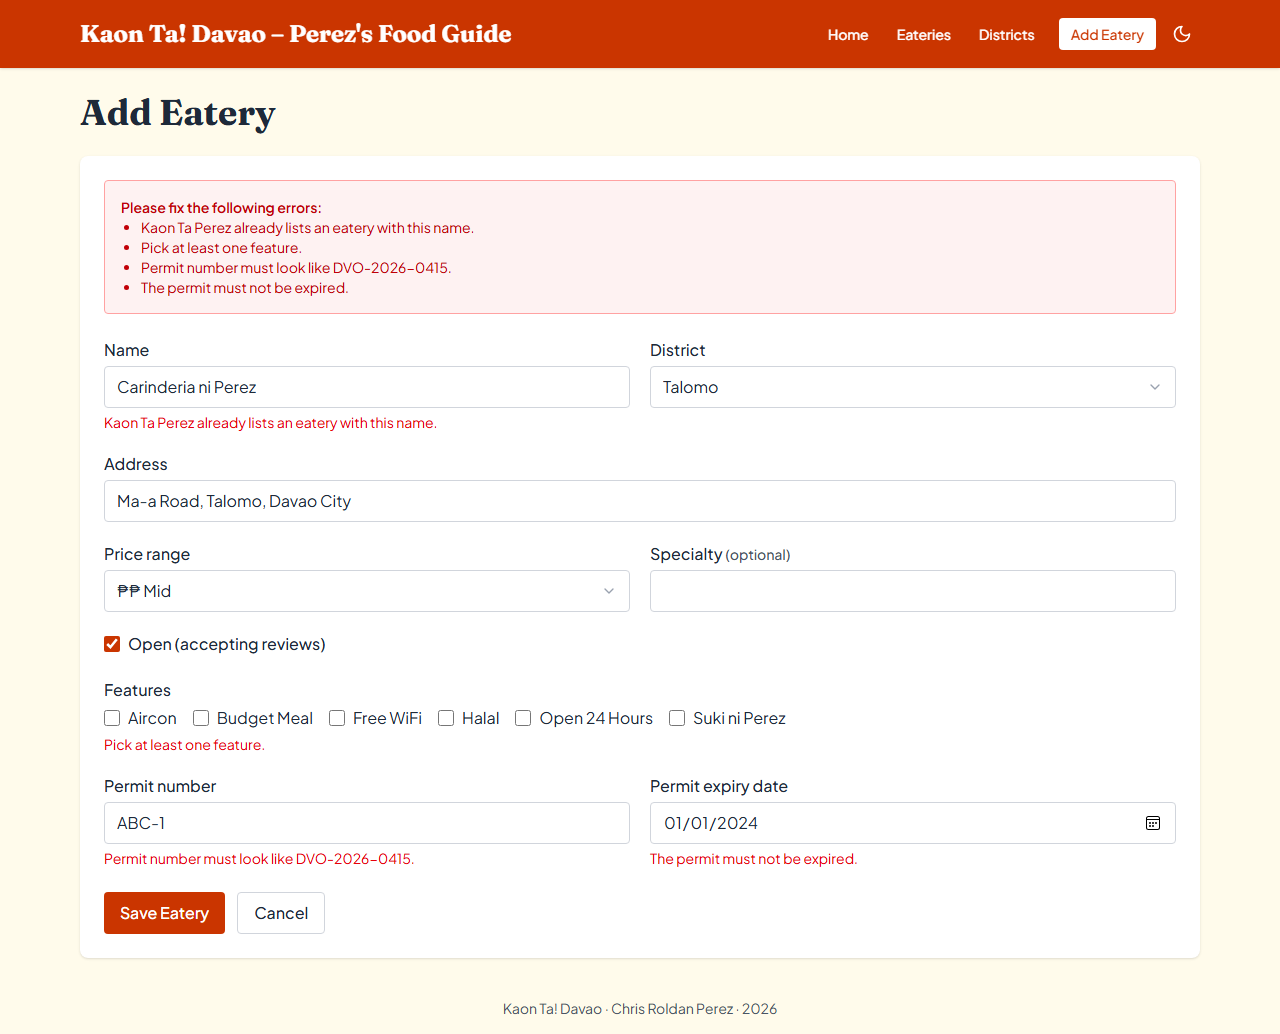 Kaon Ta! Davao – Perez's Food Guide
Home Eateries Districts Add Eatery
Add Eatery
Please fix the following errors:
Kaon Ta Perez already lists an eatery with this name.
Pick at least one feature.
Permit number must look like DVO-2026-0415.
The permit must not be expired.
Name District
Carinderia ni Perez Talomo
Kaon Ta Perez already lists an eatery with this name.
Address
Ma-a Road, Talomo, Davao City
Price range Specialty (optional)
₱₱ Mid
Open (accepting reviews)
Features
Aircon Budget Meal Free WiFi Halal Open 24 Hours Suki ni Perez
Pick at least one feature.
Permit number Permit expiry date
ABC-1 01/01/2024
Permit number must look like DVO-2026-0415. The permit must not be expired.
Save Eatery Cancel
Kaon Ta! Davao · Chris Roldan Perez · 2026